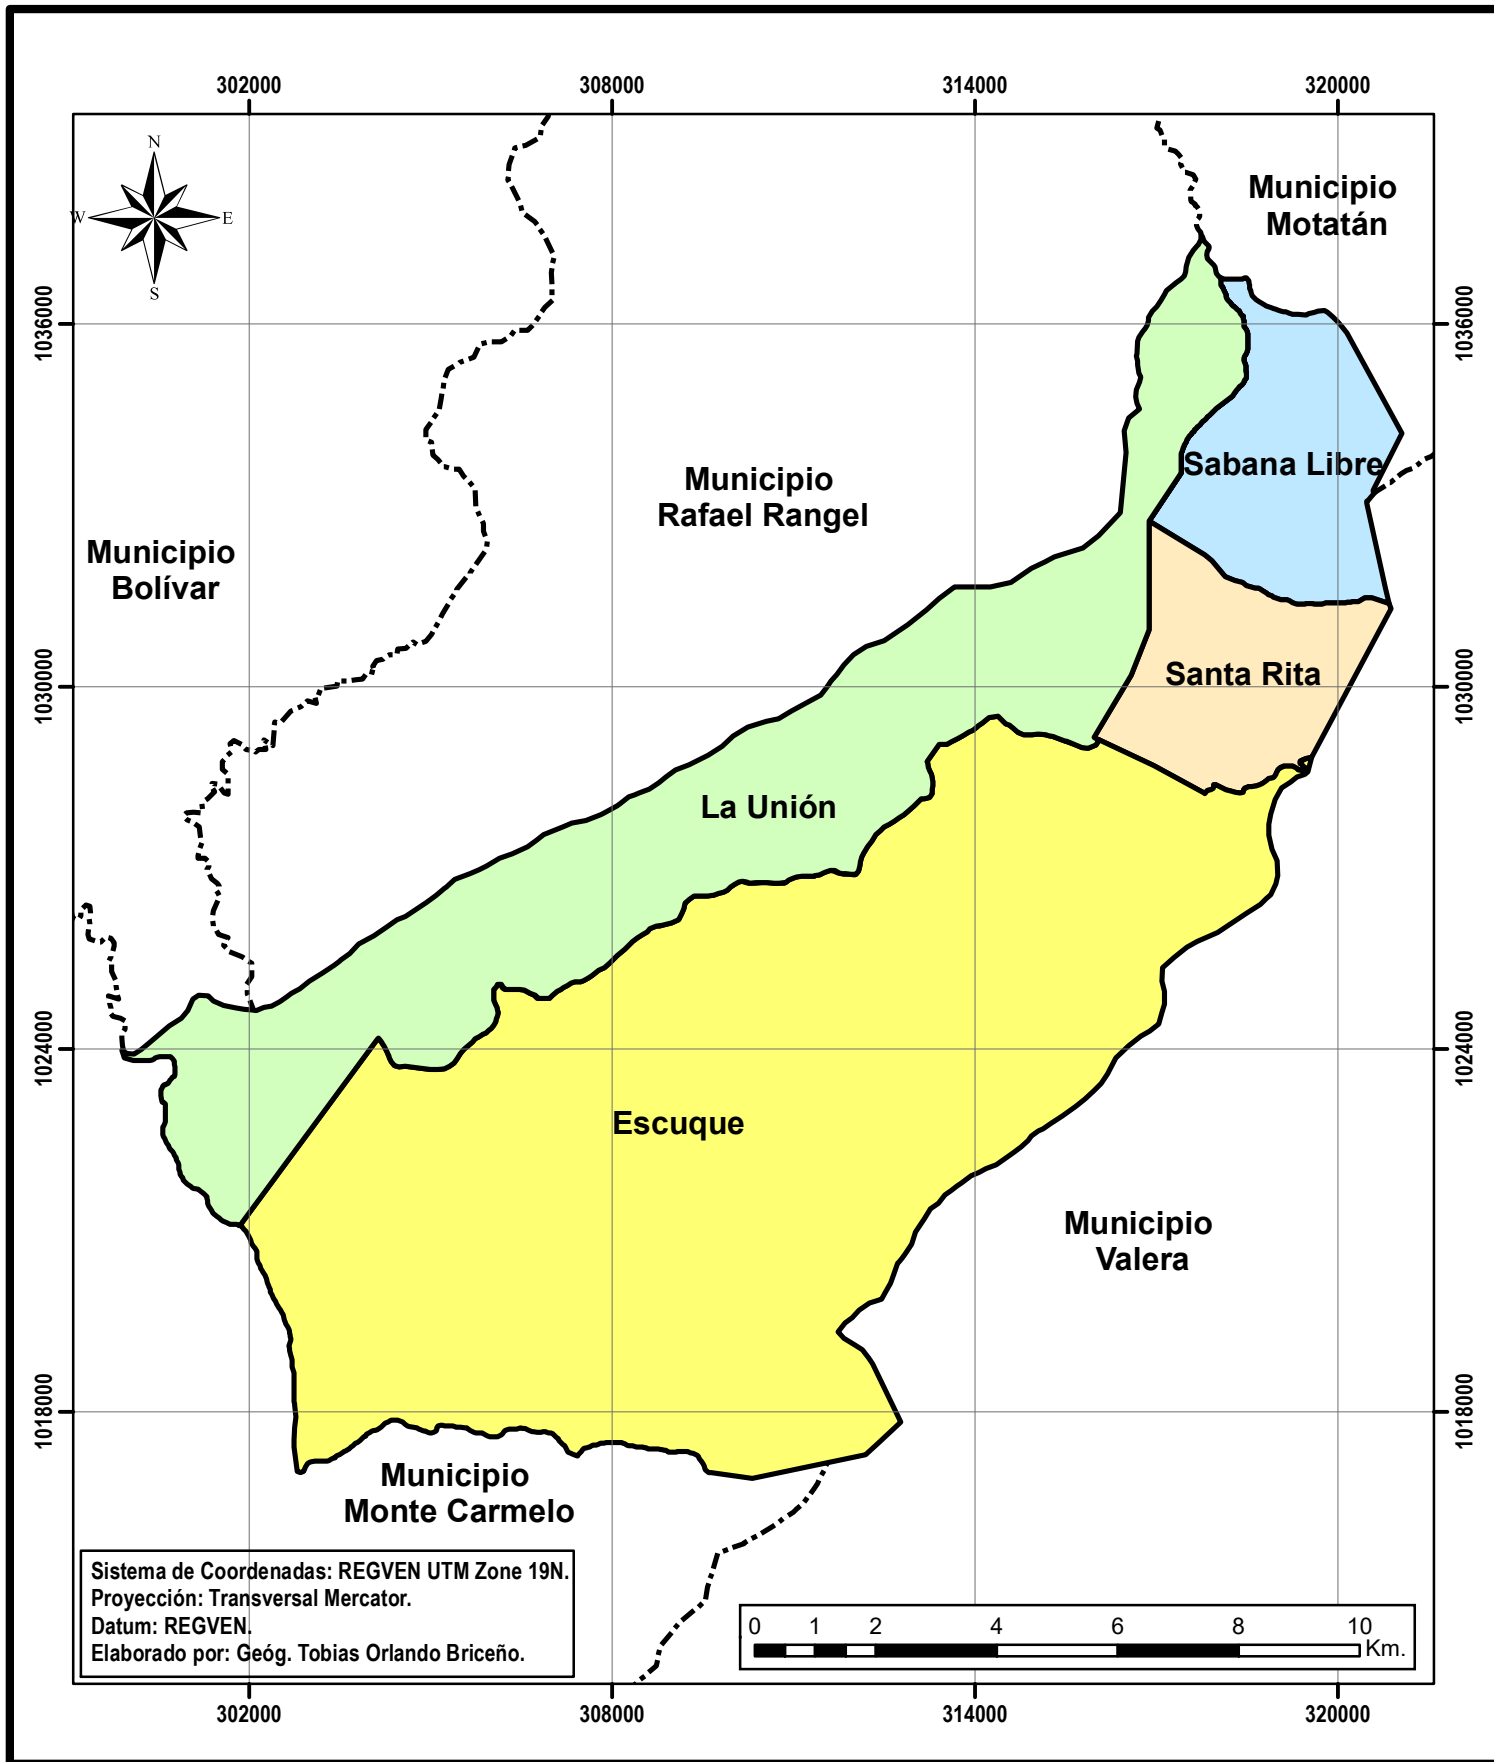 302000
308000
314000
320000
N
W
E
S
Municipio
Motatán
1036000
1036000
Sabana Libre
Municipio
Rafael Rangel
Municipio
Bolívar
Santa Rita
1030000
1030000
La Unión
1024000
1024000
Escuque
Municipio
Valera
1018000
1018000
Municipio
Monte Carmelo
Sistema de Coordenadas: REGVEN UTM Zone 19N.
Proyección: Transversal Mercator.
Datum: REGVEN.
Elaborado por: Geóg. Tobias Orlando Briceño.
0 1 2 4 6 8 10
Km.
302000
308000
314000
320000